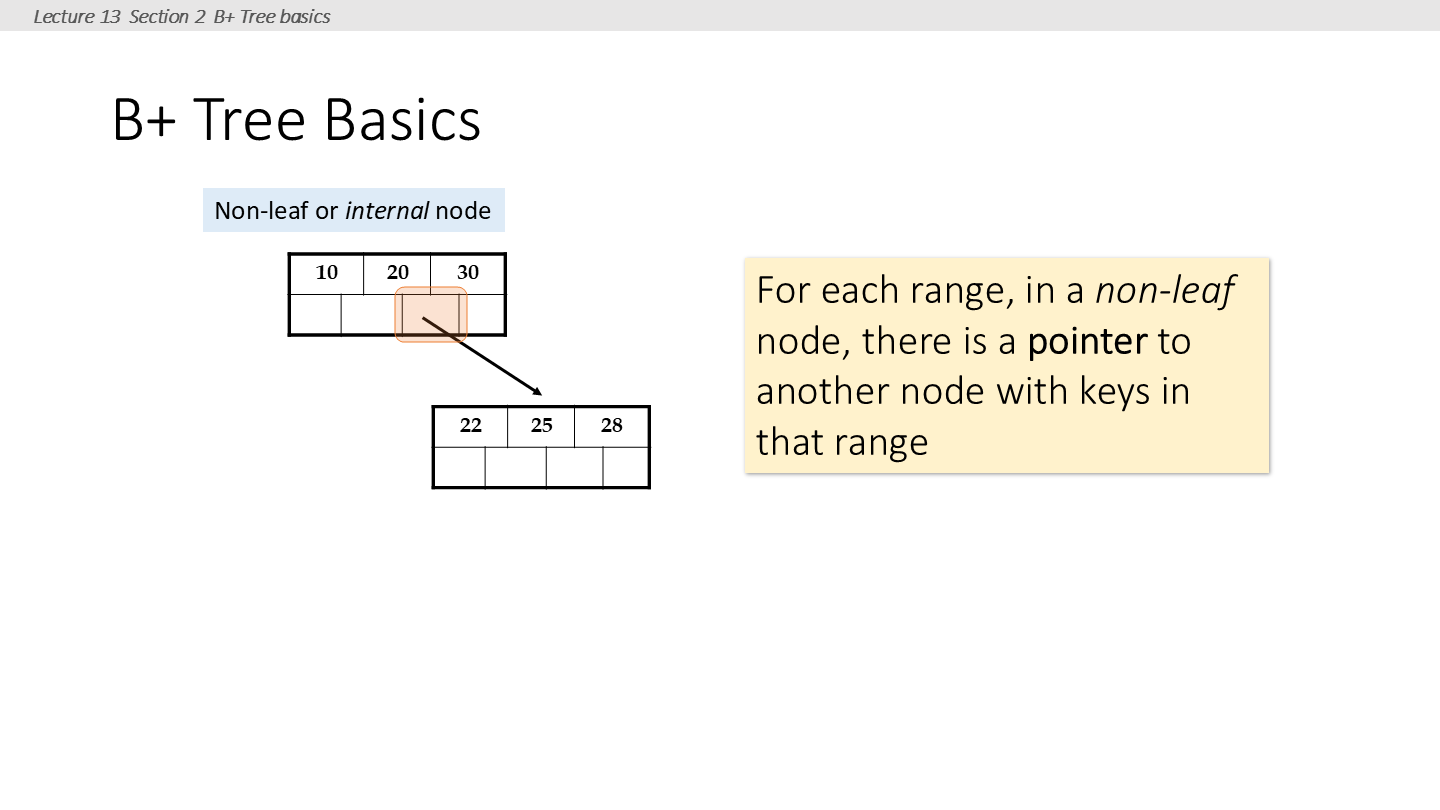 Lecture 13 Section 2 B+ Tree basics
B+ Tree Basics
Non-leaf or internal node
10 20 30
22 25 28
For each range, in a non-leaf
node, there is a pointer to
another node with keys in
that range